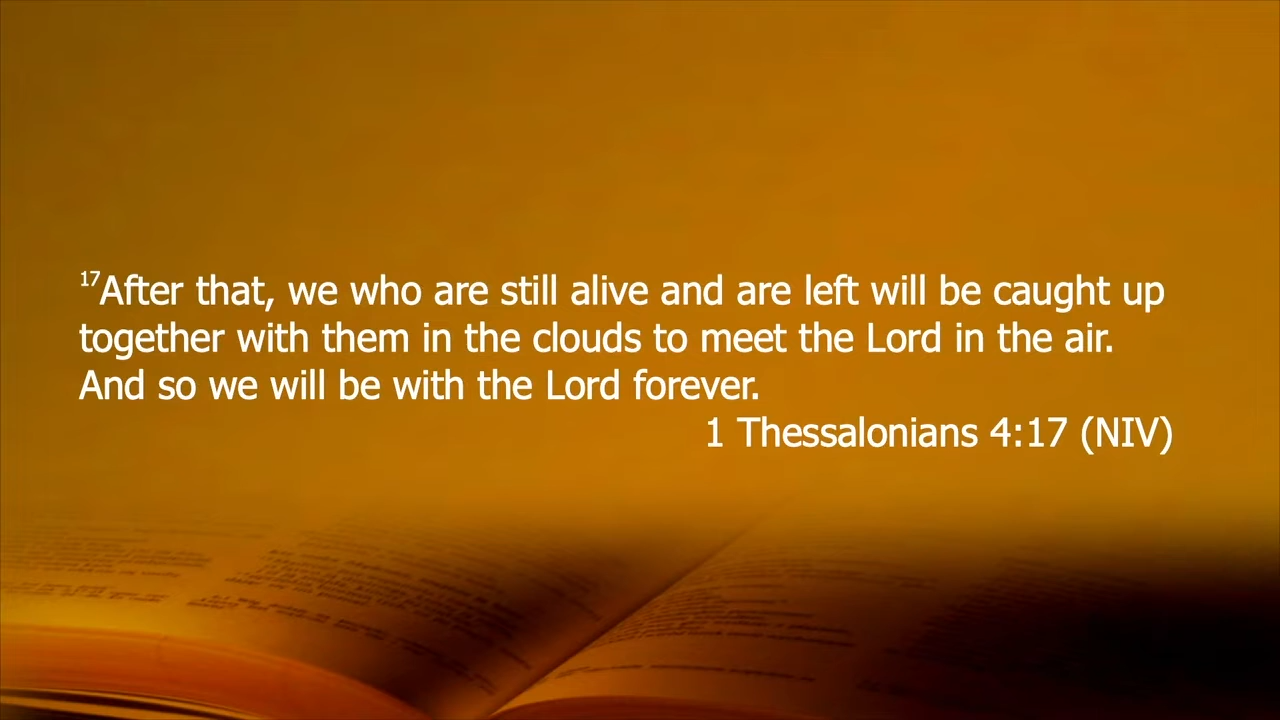 ¹⁷After that, we who are still alive and are left will be caught up
together with them in the clouds to meet the Lord in the air.
And so we will be with the Lord forever.
1 Thessalonians 4:17 (NIV)